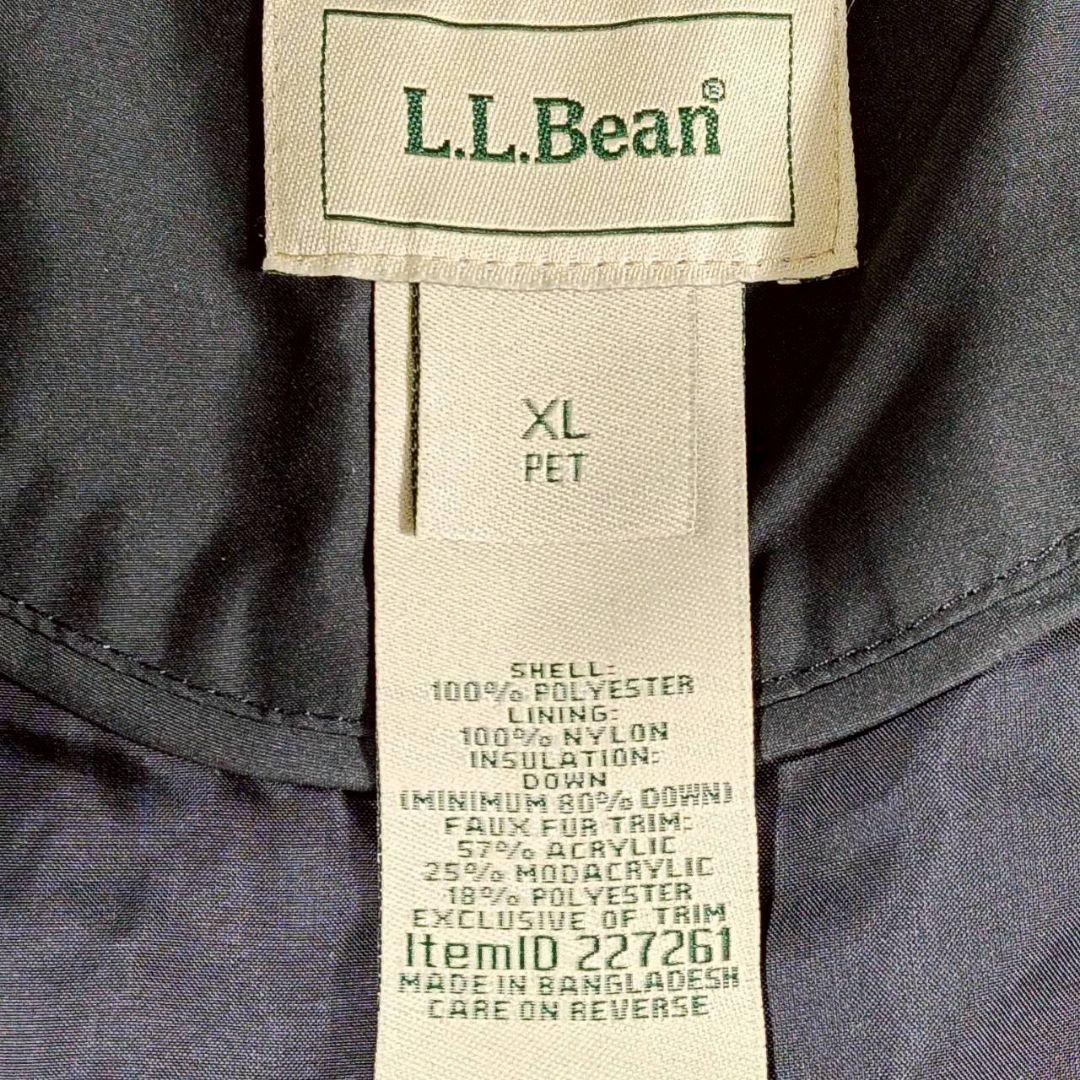 L.L.Bean®
XL
PET
SHELL:
100% POLYESTER
LINING:
100% NYLON
INSULATION:
DOWN
(MINIMUM 80% DOWN)
FAUX FUR TRIM:
57% ACRYLIC
25% MODACRYLIC
18% POLYESTER
EXCLUSIVE OF TRIM
ItemID 227261
MADE IN BANGLADESH
CARE ON REVERSE